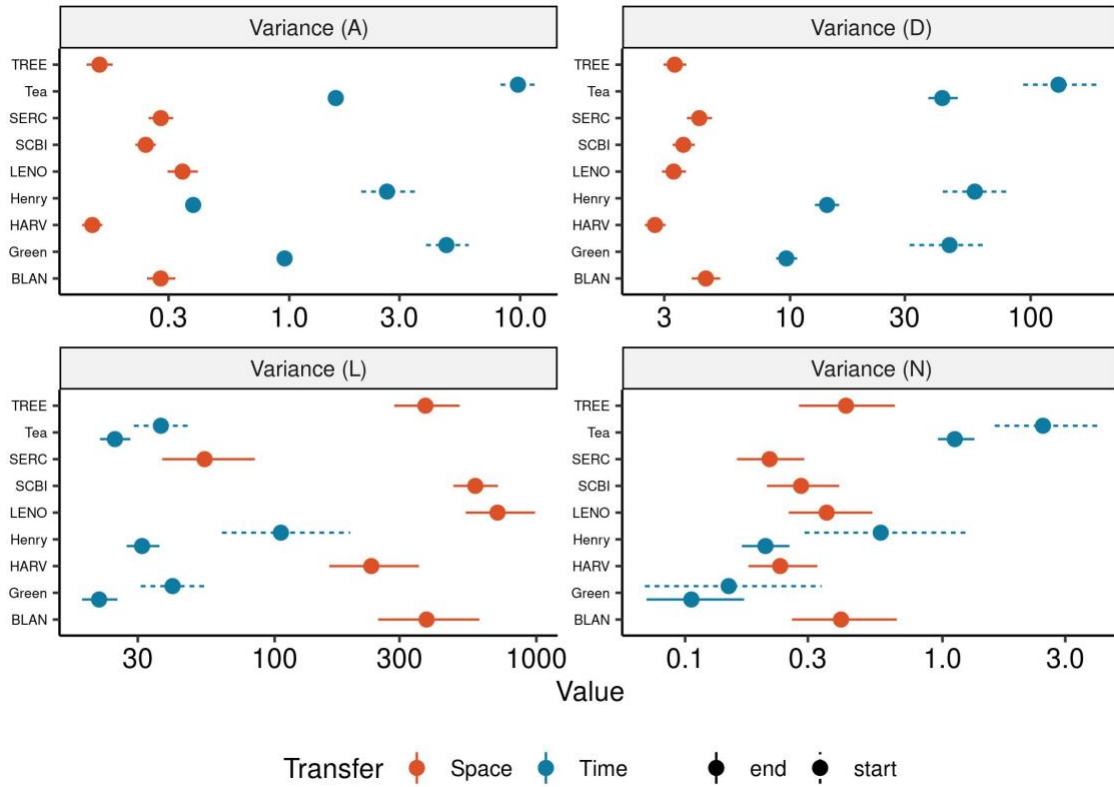 Variance (A)
TREE
Tea
SERC
SCBI
LENO
Henry
HARV
Green
BLAN
0.3 1.0 3.0 10.0
Variance (D)
TREE
Tea
SERC
SCBI
LENO
Henry
HARV
Green
BLAN
3 10 30 100
Variance (L)
TREE
Tea
SERC
SCBI
LENO
Henry
HARV
Green
BLAN
30 100 300 1000
Variance (N)
TREE
Tea
SERC
SCBI
LENO
Henry
HARV
Green
BLAN
0.1 0.3 1.0 3.0
Value
Transfer Space Time end start